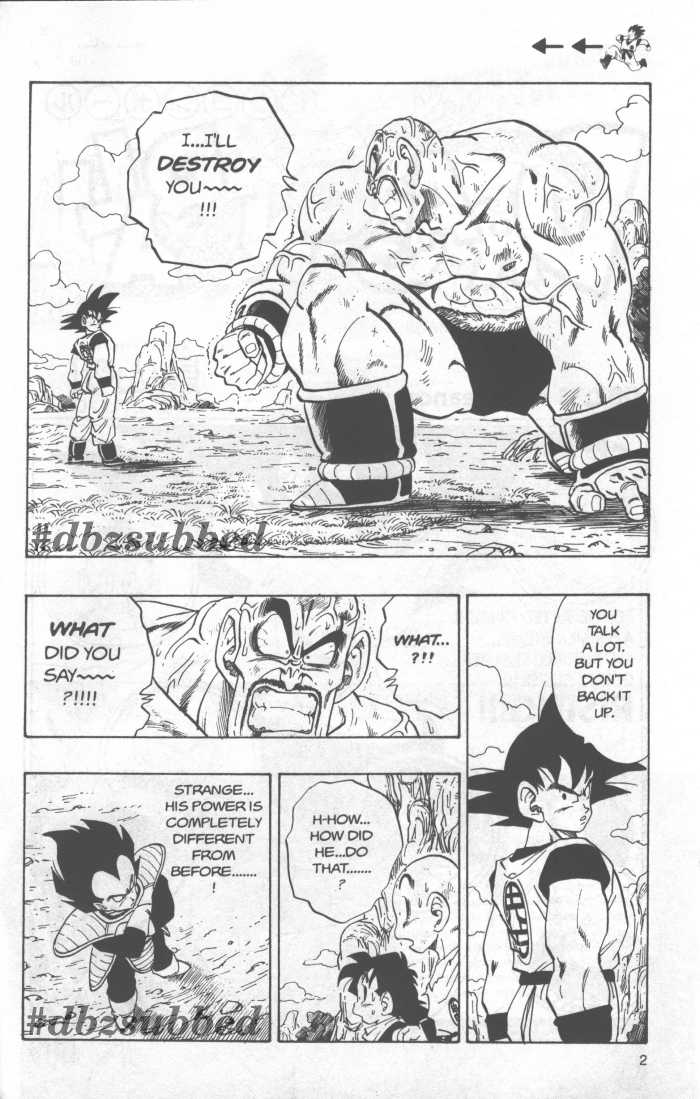 I...I'LL
DESTROY
YOU~~~~
!!!
#dbzsubbed
YOU
TALK
A LOT.
BUT YOU
DON'T
BACK IT
UP.
WHAT...
?!!
WHAT
DID YOU
SAY~~~~
?!!!!
H-HOW...
HOW DID
HE...DO
THAT.......
?
STRANGE...
HIS POWER IS
COMPLETELY
DIFFERENT
FROM
BEFORE.......
!
#dbzsubbed
2